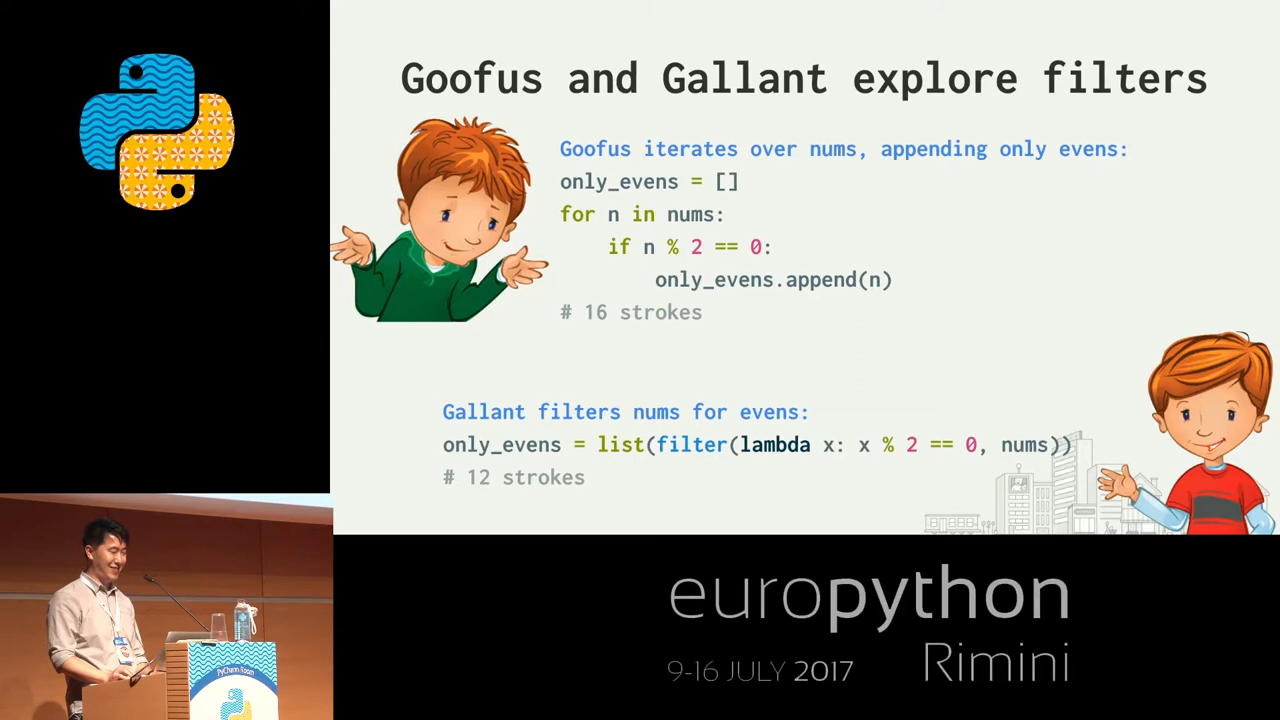 Goofus and Gallant explore filters
Goofus iterates over nums, appending only evens:
only_evens = []
for n in nums:
    if n % 2 == 0:
        only_evens.append(n)
# 16 strokes
Gallant filters nums for evens:
only_evens = list(filter(lambda x: x % 2 == 0, nums))
# 12 strokes
PyCharm Room
europython
Rimini
9-16 JULY 2017